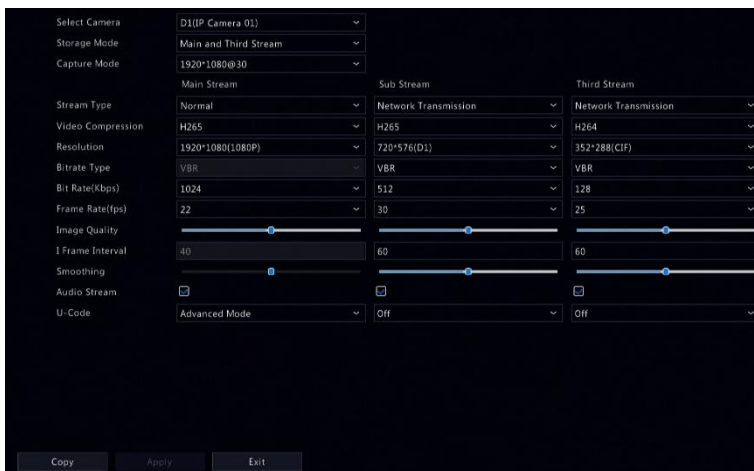 Select Camera D1(IP Camera 01)
Storage Mode Main and Third Stream
Capture Mode 1920*1080@30
Main Stream Sub Stream Third Stream
Stream Type Normal Network Transmission Network Transmission
Video Compression H265 H265 H264
Resolution 1920*1080(1080P) 720*576(D1) 352*288(CIF)
Bitrate Type VBR VBR VBR
Bit Rate(Kbps) 1024 512 128
Frame Rate(fps) 22 30 25
Image Quality
I Frame Interval 40 60 60
Smoothing
Audio Stream
U-Code Advanced Mode Off Off
Copy Apply Exit